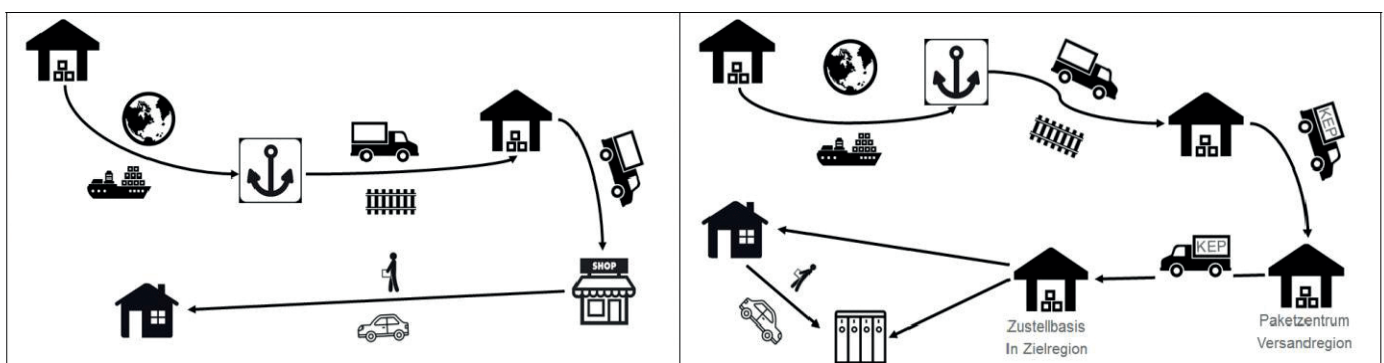 SHOP
KEP
KEP
Zustellbasis
In Zielregion
Paketzentrum
Versandregion